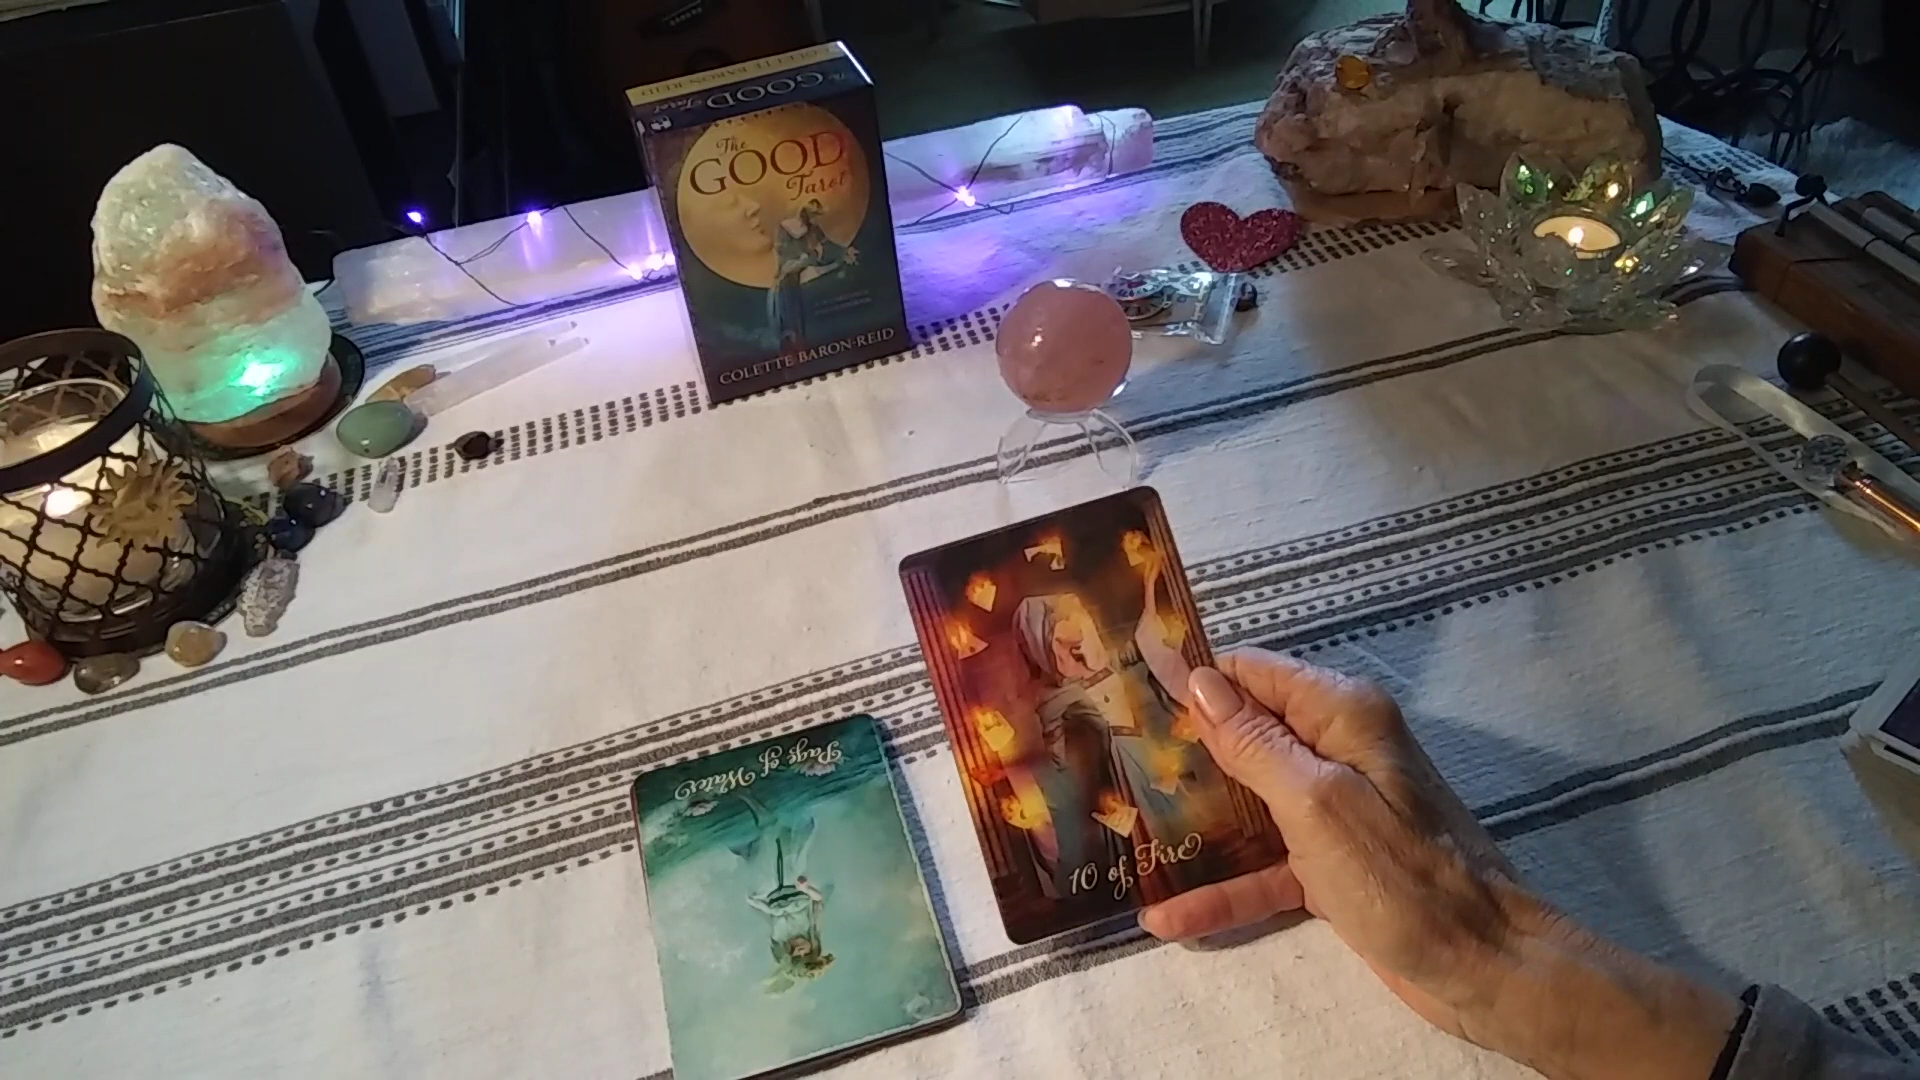 COLETTE BARON-REID
The GOOD Tarot
The
GOOD
Tarot
COLETTE BARON-REID
Page of Water
10 of Fire